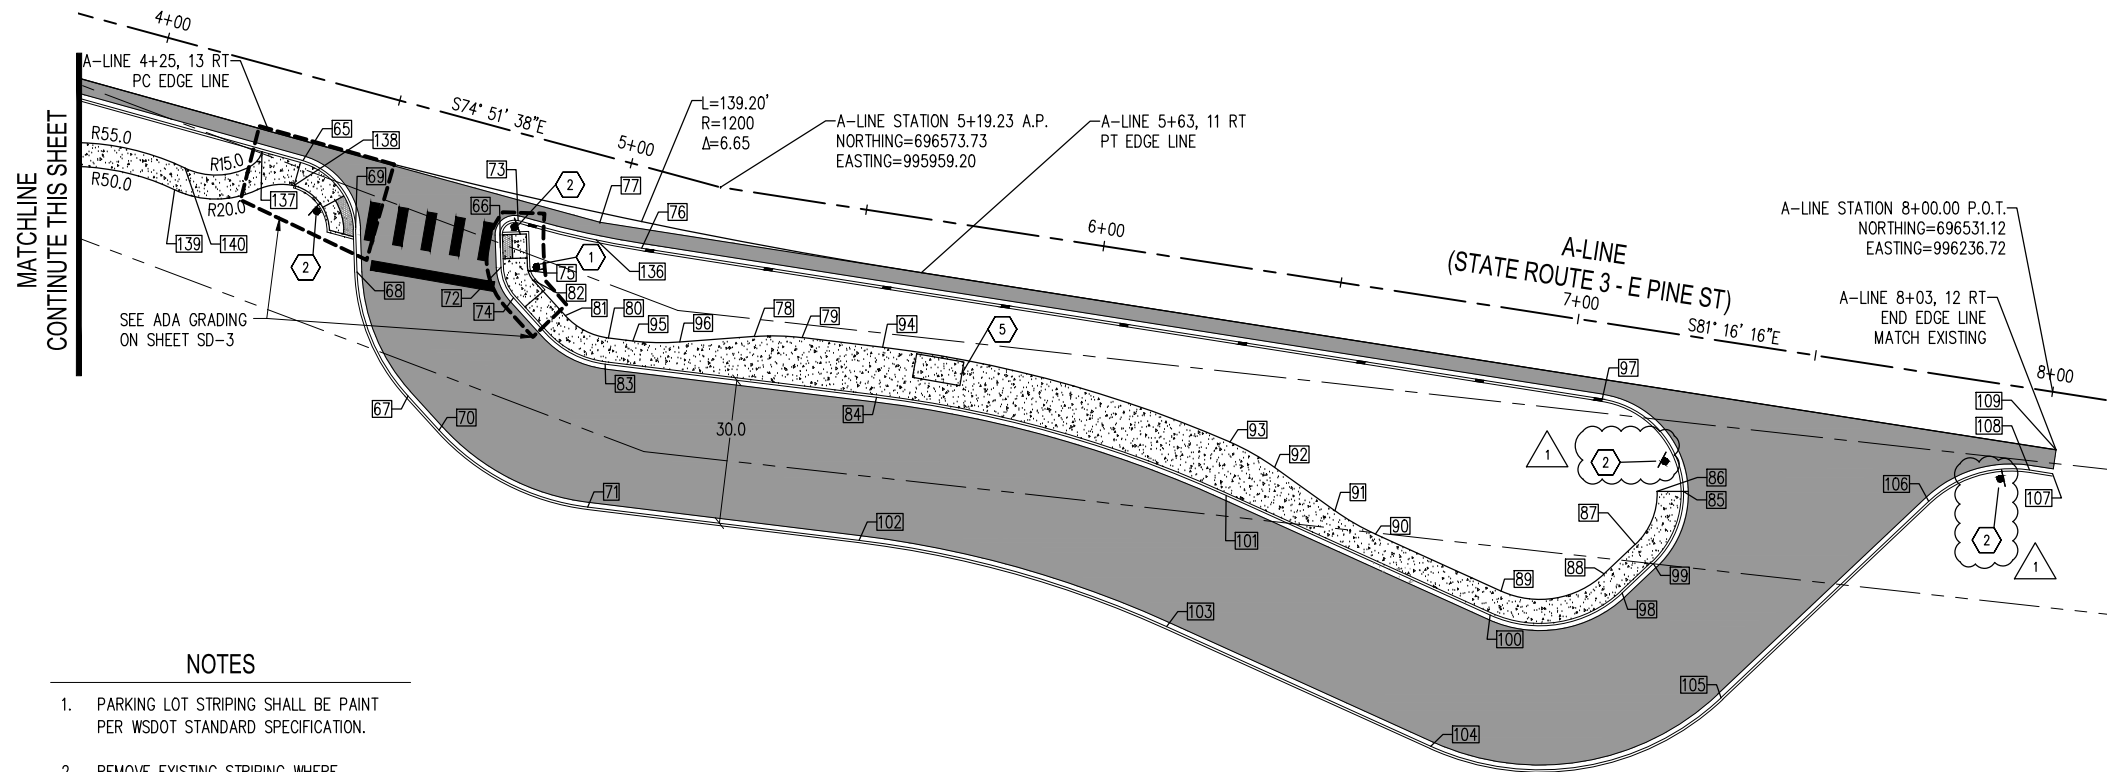 4+00
A-LINE 4+25, 13 RT
PC EDGE LINE
MATCHLINE
CONTINUTE THIS SHEET
R55.0
R50.0
R15.0
R20.0
65
138
69
137
139
140
2
68
SEE ADA GRADING
ON SHEET SD-3
67
70
71
S74° 51' 38"E
5+00
L=139.20'
R=1200
Δ=6.65
A-LINE STATION 5+19.23 A.P.
NORTHING=696573.73
EASTING=995959.20
A-LINE 5+63, 11 RT
PT EDGE LINE
73
2
77
66
76
1
75
136
72
82
74
81
80
95
96
78
79
94
5
83
84
30.0
6+00
A-LINE
(STATE ROUTE 3 - E PINE ST)
7+00
S81° 16' 16"E
A-LINE STATION 8+00.00 P.O.T.
NORTHING=696531.12
EASTING=996236.72
A-LINE 8+03, 12 RT
END EDGE LINE
MATCH EXISTING
8+00
97
109
108
93
92
1
2
86
85
106
107
91
90
87
2
1
102
101
88
99
89
98
100
103
105
104
NOTES
1. PARKING LOT STRIPING SHALL BE PAINT
PER WSDOT STANDARD SPECIFICATION.
2. REMOVE EXISTING STRIPING WHERE